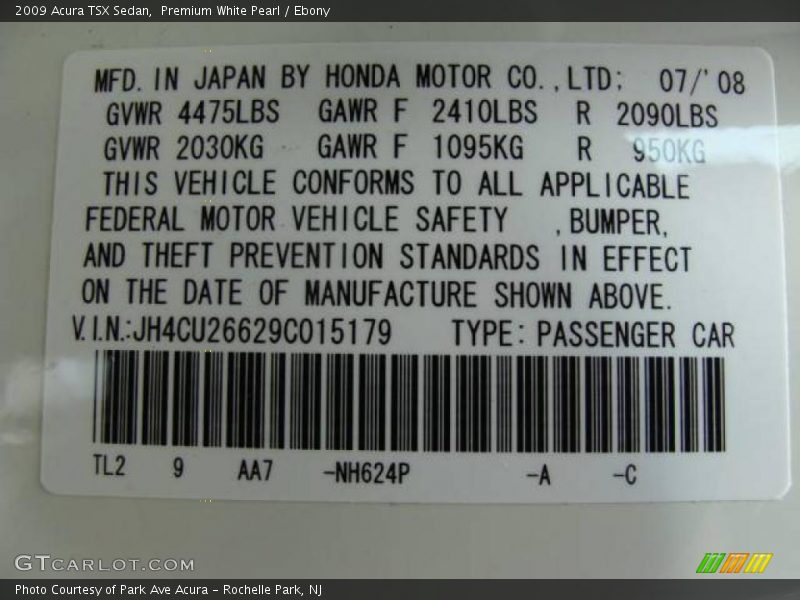 2009 Acura TSX Sedan,  Premium White Pearl / Ebony
MFD. IN JAPAN BY HONDA MOTOR CO.,LTD; 07/'08
GVWR 4475LBS GAWR F 2410LBS R 2090LBS
GVWR 2030KG GAWR F 1095KG R 950KG
THIS VEHICLE CONFORMS TO ALL APPLICABLE
FEDERAL MOTOR VEHICLE SAFETY ,BUMPER,
AND THEFT PREVENTION STANDARDS IN EFFECT
ON THE DATE OF MANUFACTURE SHOWN ABOVE.
V.I.N.:JH4CU26629C015179 TYPE: PASSENGER CAR
TL2 9 AA7 -NH624P -A -C
GTCARLOT.COM
Photo Courtesy of Park Ave Acura – Rochelle Park, NJ